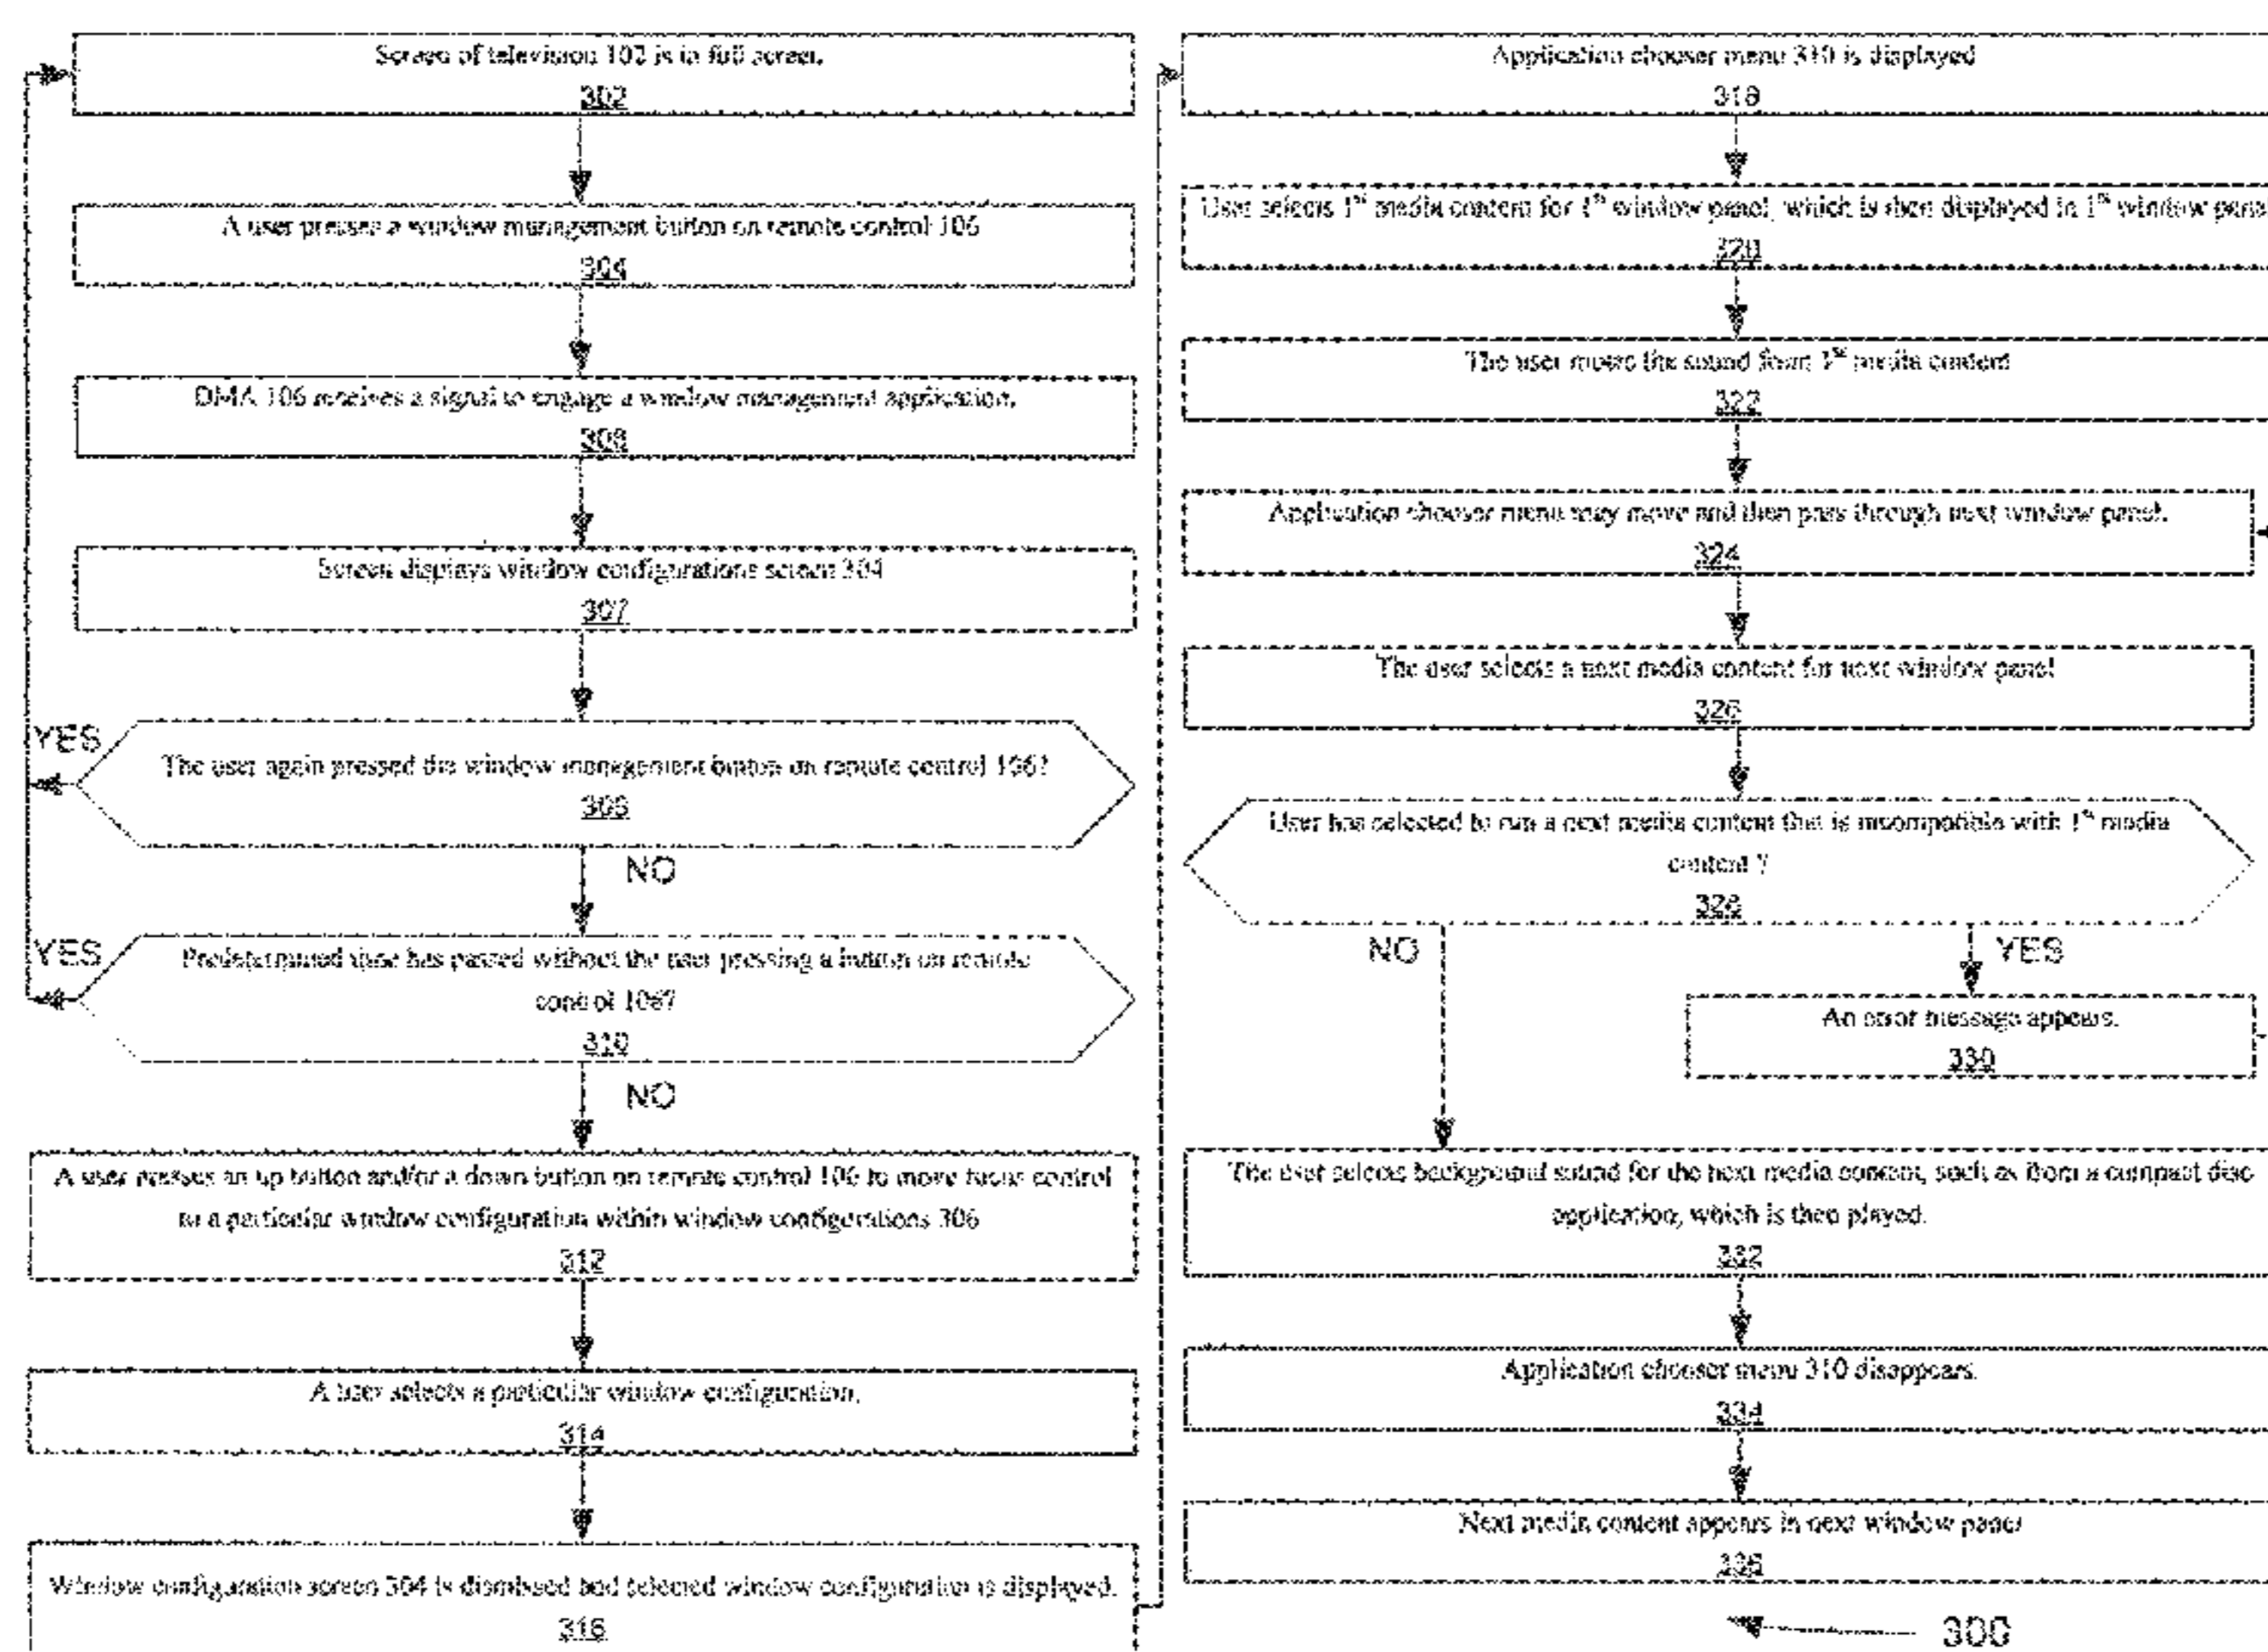 Screen of television 102 is in full screen.
302
A user presses a window management button on remote control 106
304
DMA 106 receives a signal to engage a window management application.
Screen displays window configurations screen 304
307
YES
The user again pressed the window management button on remote control 106?
NO
YES
Predetermined time has passed without the user pressing a button on remote
control 106?
310
NO
A user presses an up button and/or a down button on remote control 106 to move focus control
to a particular window configuration within window configurations 306
312
A user selects a particular window configuration.
314
Window configuration screen 304 is dismissed and selected window configuration is displayed.
316
Application chooser menu 310 is displayed
318
User selects 1st media content for 1st window panel, which is then displayed in 1st window pane
320
The user mutes the sound from 1st media content
322
Application chooser menu may move and then pass through next window panel.
324
The user selects a next media content for next window panel
326
User has selected to run a next media content that is incompatible with 1st media
content ?
328
NO
YES
An error message appears.
330
The user selects background sound for the next media content, such as from a compact disc
application, which is then played.
332
Application chooser menu 310 disappears.
334
Next media content appears in next window panel
336
300